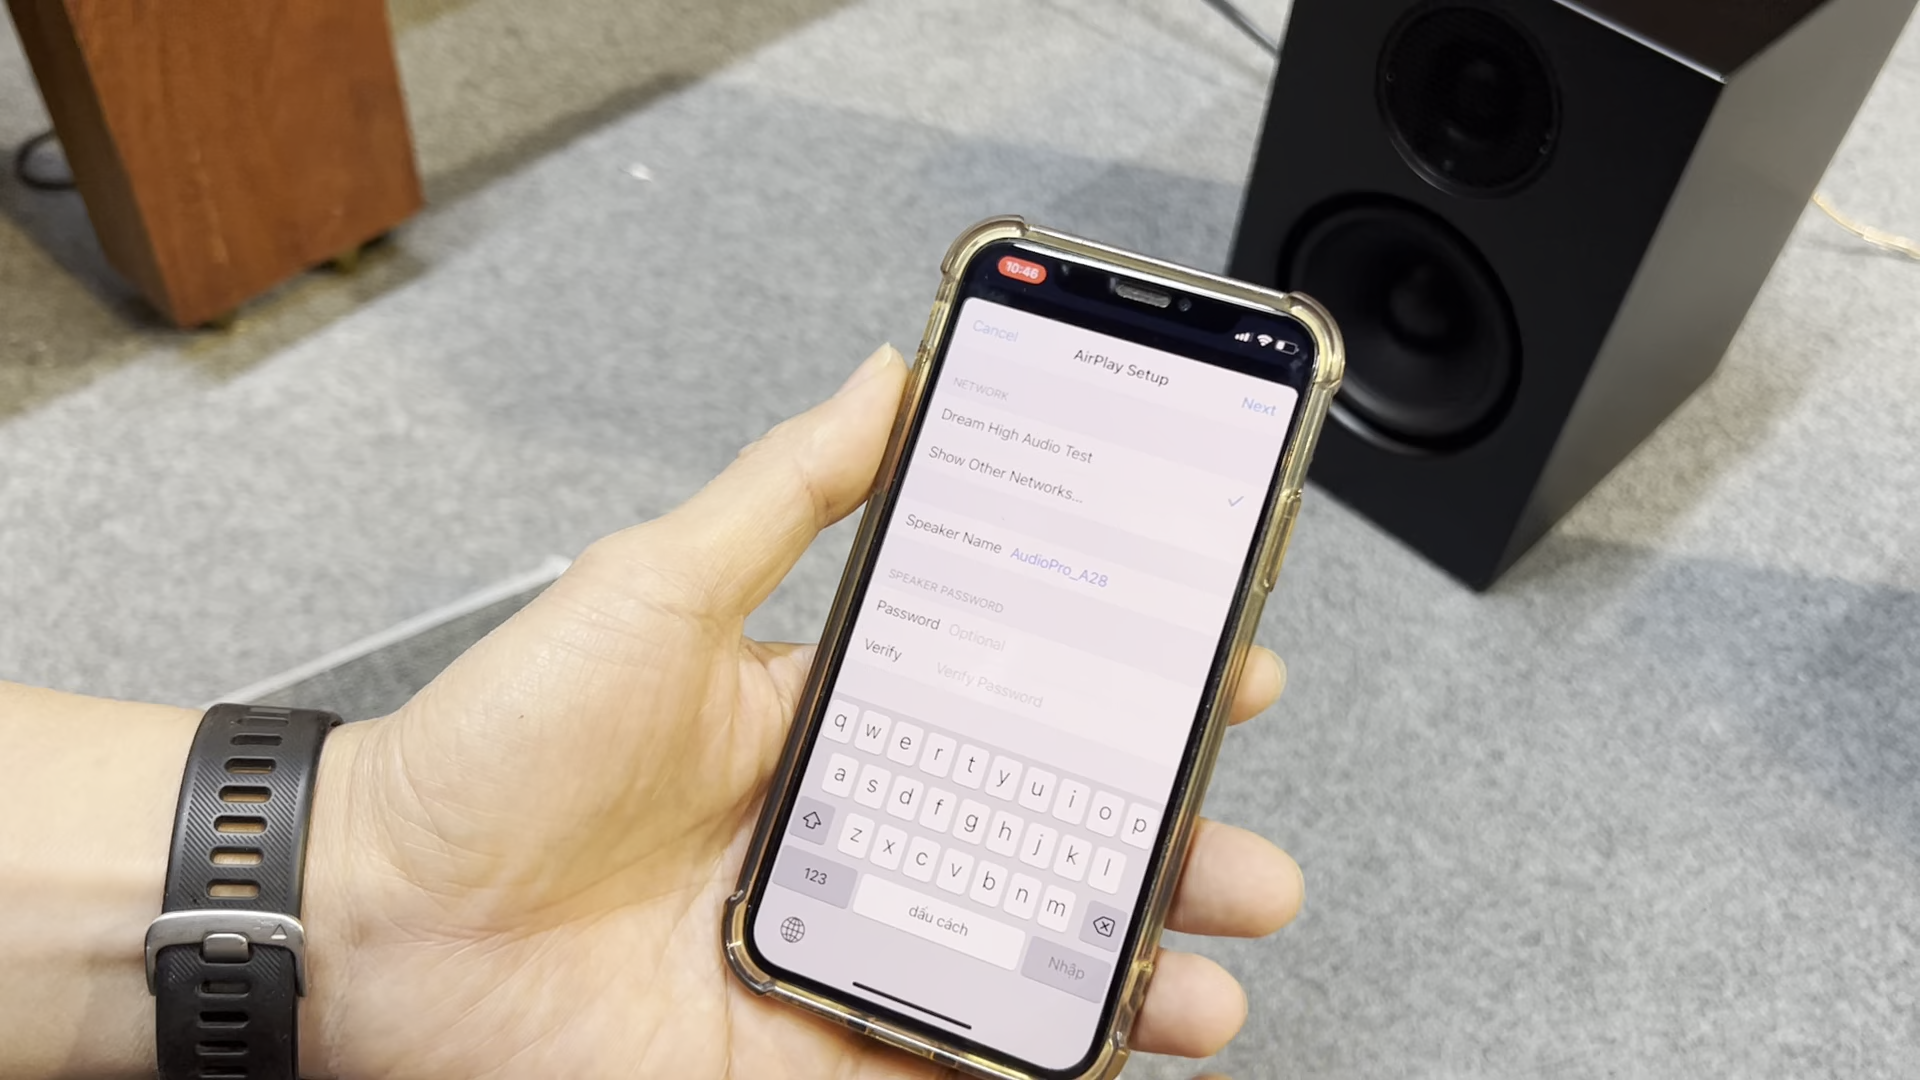 10:46
Cancel
AirPlay Setup
Next
NETWORK
Dream High Audio Test
Show Other Networks...
Speaker Name AudioPro_A28
SPEAKER PASSWORD
Password Optional
Verify Verify Password
q w e r t y u i o p
a s d f g h j k l
z x c v b n m
123 dấu cách Nhập